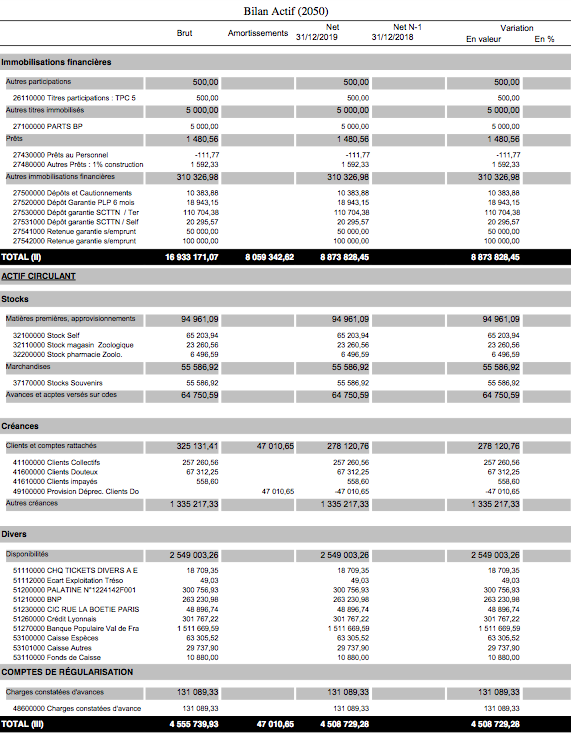 Bilan Actif (2050)
Brut Amortissements Net 31/12/2019 Net N-1 31/12/2018 Variation En valeur En %
Immobilisations financières
Autres participations 500,00 500,00 500,00
26110000 Titres participations : TPC 5 500,00 500,00 500,00
Autres titres immobilisés 5 000,00 5 000,00 5 000,00
27100000 PARTS BP 5 000,00 5 000,00 5 000,00
Prêts 1 480,56 1 480,56 1 480,56
27430000 Prêts au Personnel -111,77 -111,77 -111,77
27480000 Autres Prêts : 1% construction 1 592,33 1 592,33 1 592,33
Autres immobilisations financières 310 326,98 310 326,98 310 326,98
27500000 Dépôts et Cautionnements 10 383,88 10 383,88 10 383,88
27520000 Dépôt Garantie PLP 6 mois 18 943,15 18 943,15 18 943,15
27530000 Dépôt garantie SCTTN / Ter 110 704,38 110 704,38 110 704,38
27531000 Dépôt garantie SCTTN / Self 20 295,57 20 295,57 20 295,57
27541000 Retenue garantie s/emprunt 50 000,00 50 000,00 50 000,00
27542000 Retenue garantie s/emprunt 100 000,00 100 000,00 100 000,00
TOTAL (II) 16 933 171,07 8 059 342,62 8 873 828,45 8 873 828,45
ACTIF CIRCULANT
Stocks
Matières premières, approvisionnements 94 961,09 94 961,09 94 961,09
32100000 Stock Self 65 203,94 65 203,94 65 203,94
32110000 Stock magasin Zoologique 23 260,56 23 260,56 23 260,56
32200000 Stock pharmacie Zoolo. 6 496,59 6 496,59 6 496,59
Marchandises 55 586,92 55 586,92 55 586,92
37170000 Stocks Souvenirs 55 586,92 55 586,92 55 586,92
Avances et acptes versés sur cdes 64 750,59 64 750,59 64 750,59
Créances
Clients et comptes rattachés 325 131,41 47 010,65 278 120,76 278 120,76
41100000 Clients Collectifs 257 260,56 257 260,56 257 260,56
41600000 Clients Douteux 67 312,25 67 312,25 67 312,25
41610000 Clients impayés 558,60 558,60 558,60
49100000 Provision Déprec. Clients Do 47 010,65 -47 010,65 -47 010,65
Autres créances 1 335 217,33 1 335 217,33 1 335 217,33
Divers
Disponibilités 2 549 003,26 2 549 003,26 2 549 003,26
51110000 CHQ TICKETS DIVERS A E 18 709,35 18 709,35 18 709,35
51112000 Ecart Exploitation Tréso 49,03 49,03 49,03
51200000 PALATINE N°1224142F001 300 756,93 300 756,93 300 756,93
51210000 BNP 263 230,98 263 230,98 263 230,98
51230000 CIC RUE LA BOETIE PARIS 48 896,74 48 896,74 48 896,74
51260000 Crédit Lyonnais 301 767,22 301 767,22 301 767,22
51270000 Banque Populaire Val de Fra 1 511 669,59 1 511 669,59 1 511 669,59
53100000 Caisse Espèces 63 305,52 63 305,52 63 305,52
53101000 Caisse Autres 29 737,90 29 737,90 29 737,90
53110000 Fonds de Caisse 10 880,00 10 880,00 10 880,00
COMPTES DE RÉGULARISATION
Charges constatées d'avances 131 089,33 131 089,33 131 089,33
48600000 Charges constatées d'avance 131 089,33 131 089,33 131 089,33
TOTAL (III) 4 555 739,93 47 010,65 4 508 729,28 4 508 729,28